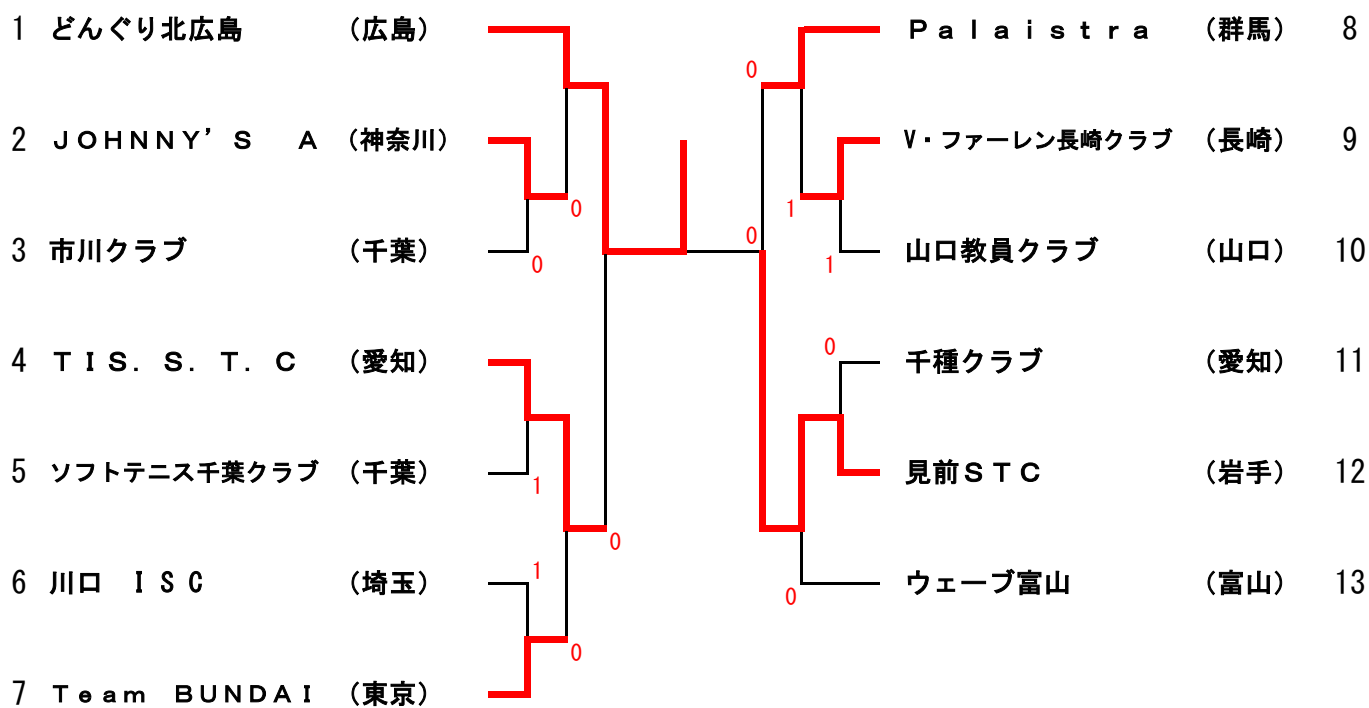 1 どんぐり北広島 (広島)
2 JOHNNY'S A (神奈川)
3 市川クラブ (千葉)
4 TIS.S.T.C (愛知)
5 ソフトテニス千葉クラブ (千葉)
6 川口 ISC (埼玉)
7 Team BUNDAI (東京)
0
0
1
1
0
0
0
0
1
1
0
0
Palaistra (群馬) 8
V・ファーレン長崎クラブ (長崎) 9
山口教員クラブ (山口) 10
千種クラブ (愛知) 11
見前STC (岩手) 12
ウェーブ富山 (富山) 13